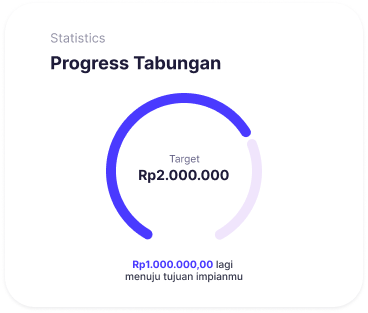 Statistics
Progress Tabungan
Target
Rp2.000.000
Rp1.000.000,00 lagi
menuju tujuan impianmu